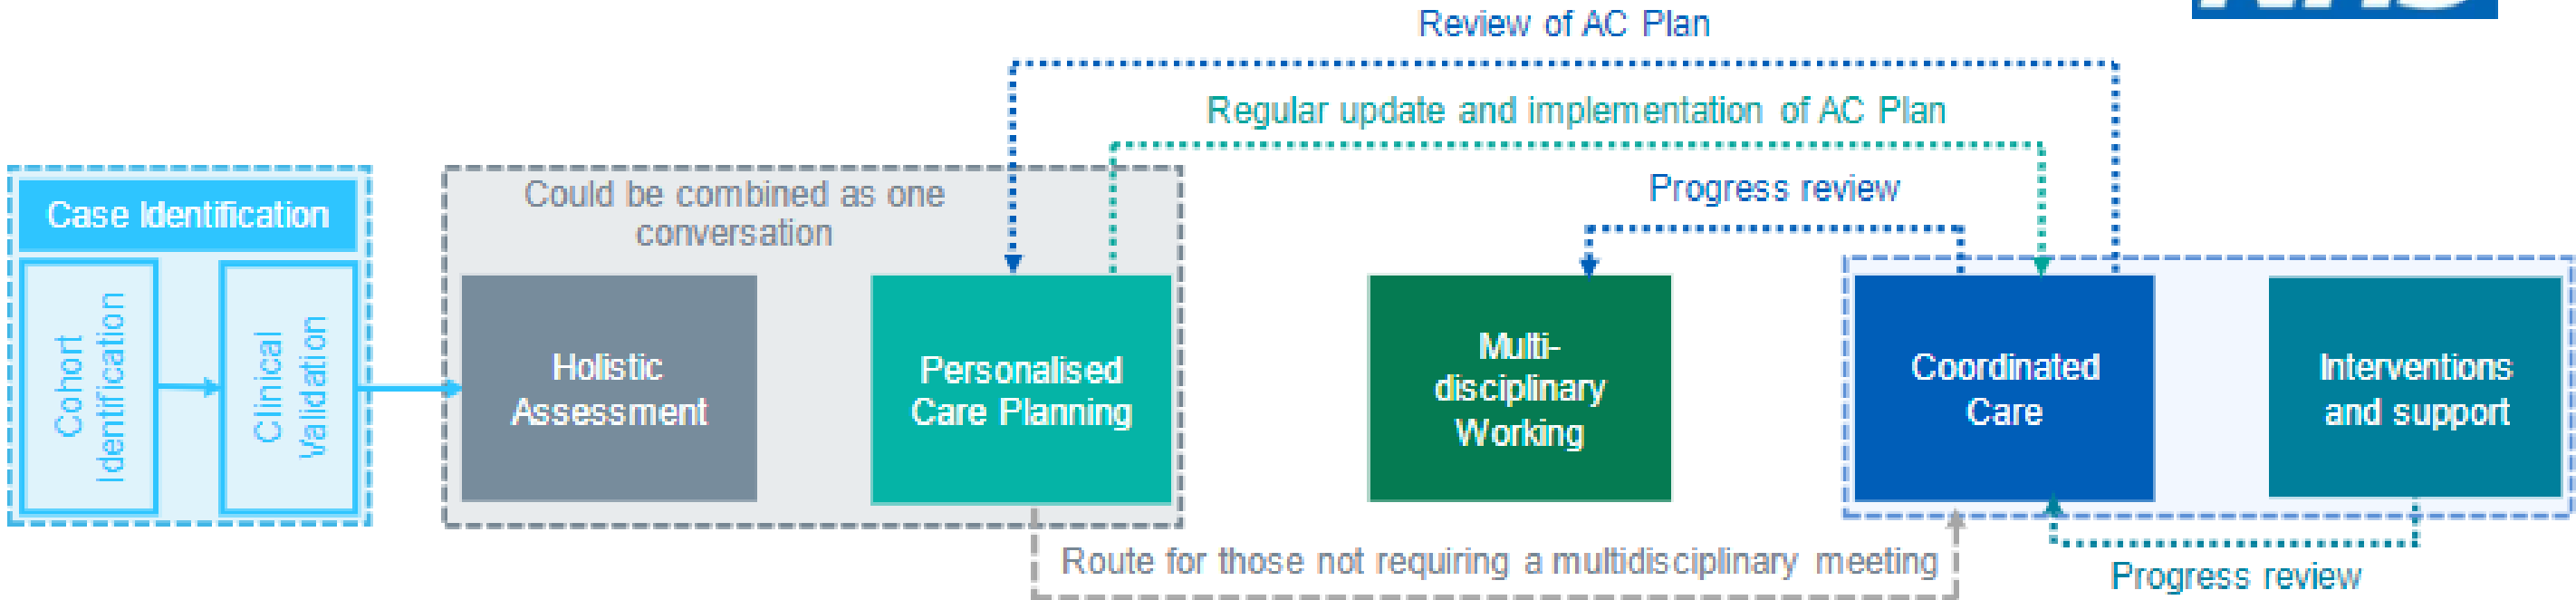 Review of AC Plan
Regular update and implementation of AC Plan
Progress review
Case Identification
Cohort
Identification
Clinical
Validation
Could be combined as one
conversation
Holistic
Assessment
Personalised
Care Planning
Multi-
disciplinary
Working
Coordinated
Care
Interventions
and support
Route for those not requiring a multidisciplinary meeting
Progress review